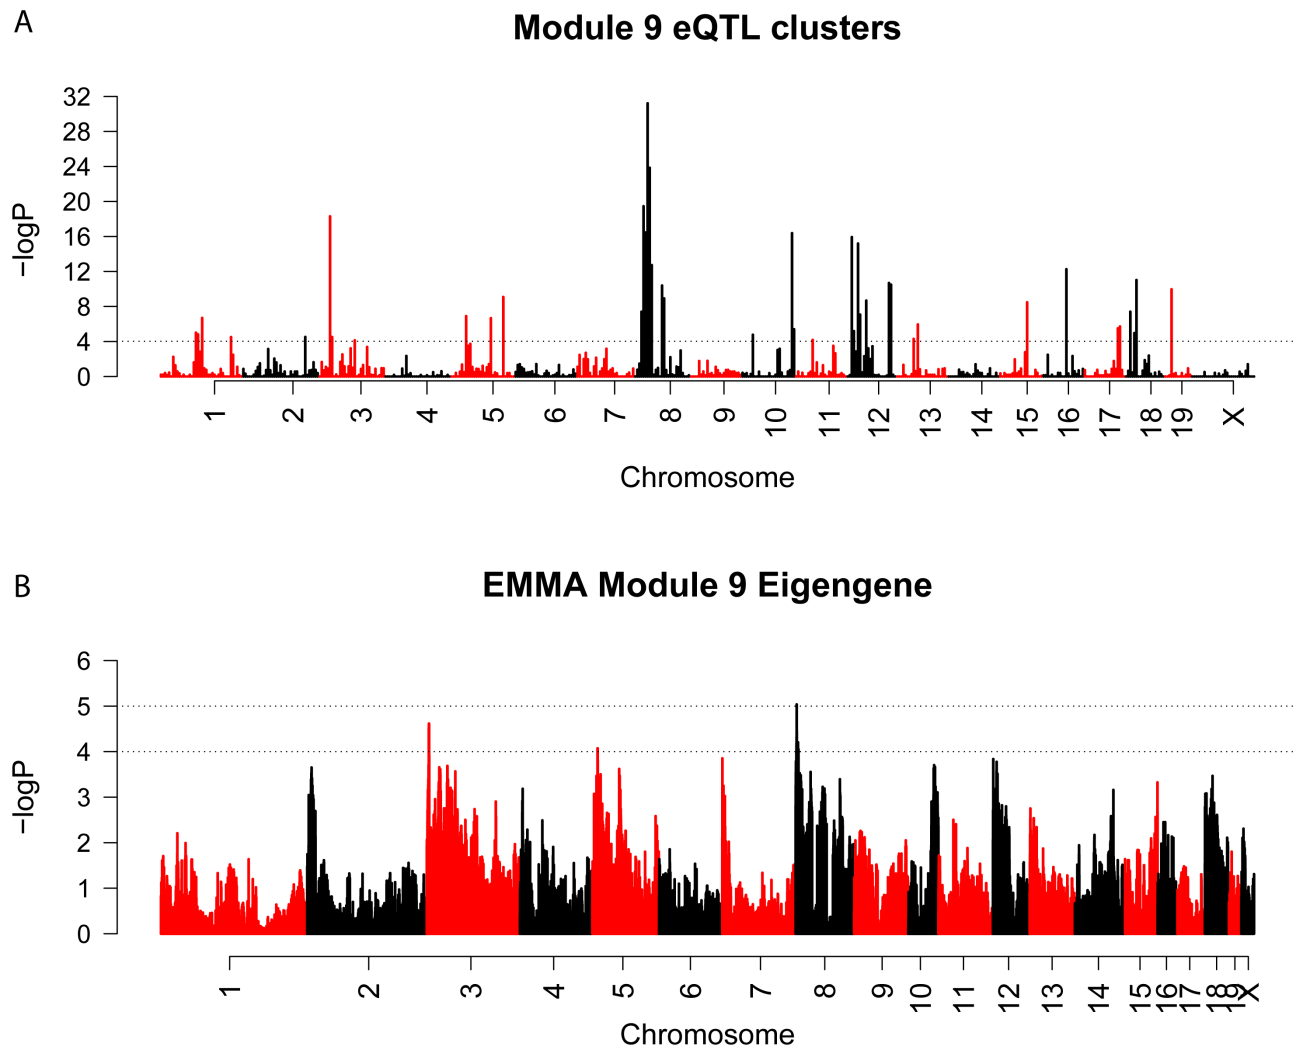 A
Module 9 eQTL clusters
32
28
24
20
16
12
8
4
0
−logP
1 2 3 4 5 6 7 8 9 10 11 12 13 14 15 16 17 18 19 X
Chromosome
B
EMMA Module 9 Eigengene
6
5
4
3
2
1
0
−logP
1 2 3 4 5 6 7 8 9 10 11 12 13 14 15 16 17 18 19 X
Chromosome